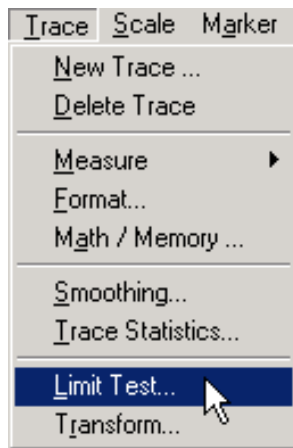 Trace Scale Marker
New Trace ...
Delete Trace
Measure
Format...
Math / Memory ...
Smoothing...
Trace Statistics...
Limit Test...
Transform...